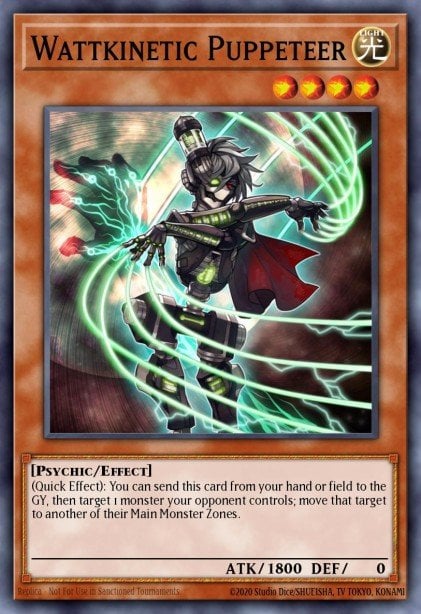 WATTKINETIC PUPPETEER
LIGHT
光
[PSYCHIC/EFFECT]
(Quick Effect): You can send this card from your hand or field to the
GY, then target 1 monster your opponent controls; move that target
to another of their Main Monster Zones.
ATK/1800 DEF/ 0
Replica - Not For Use in Sanctioned Tournaments. ©2020 Studio Dice/SHUEISHA, TV TOKYO, KONAMI